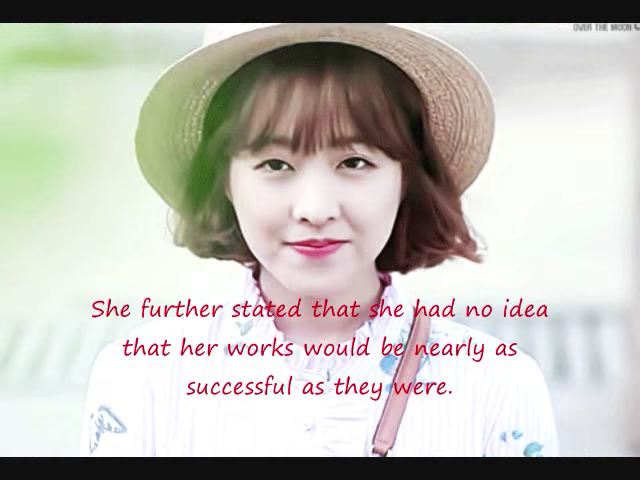 OVER THE MOON
She further stated that she had no idea
that her works would be nearly as
successful as they were.